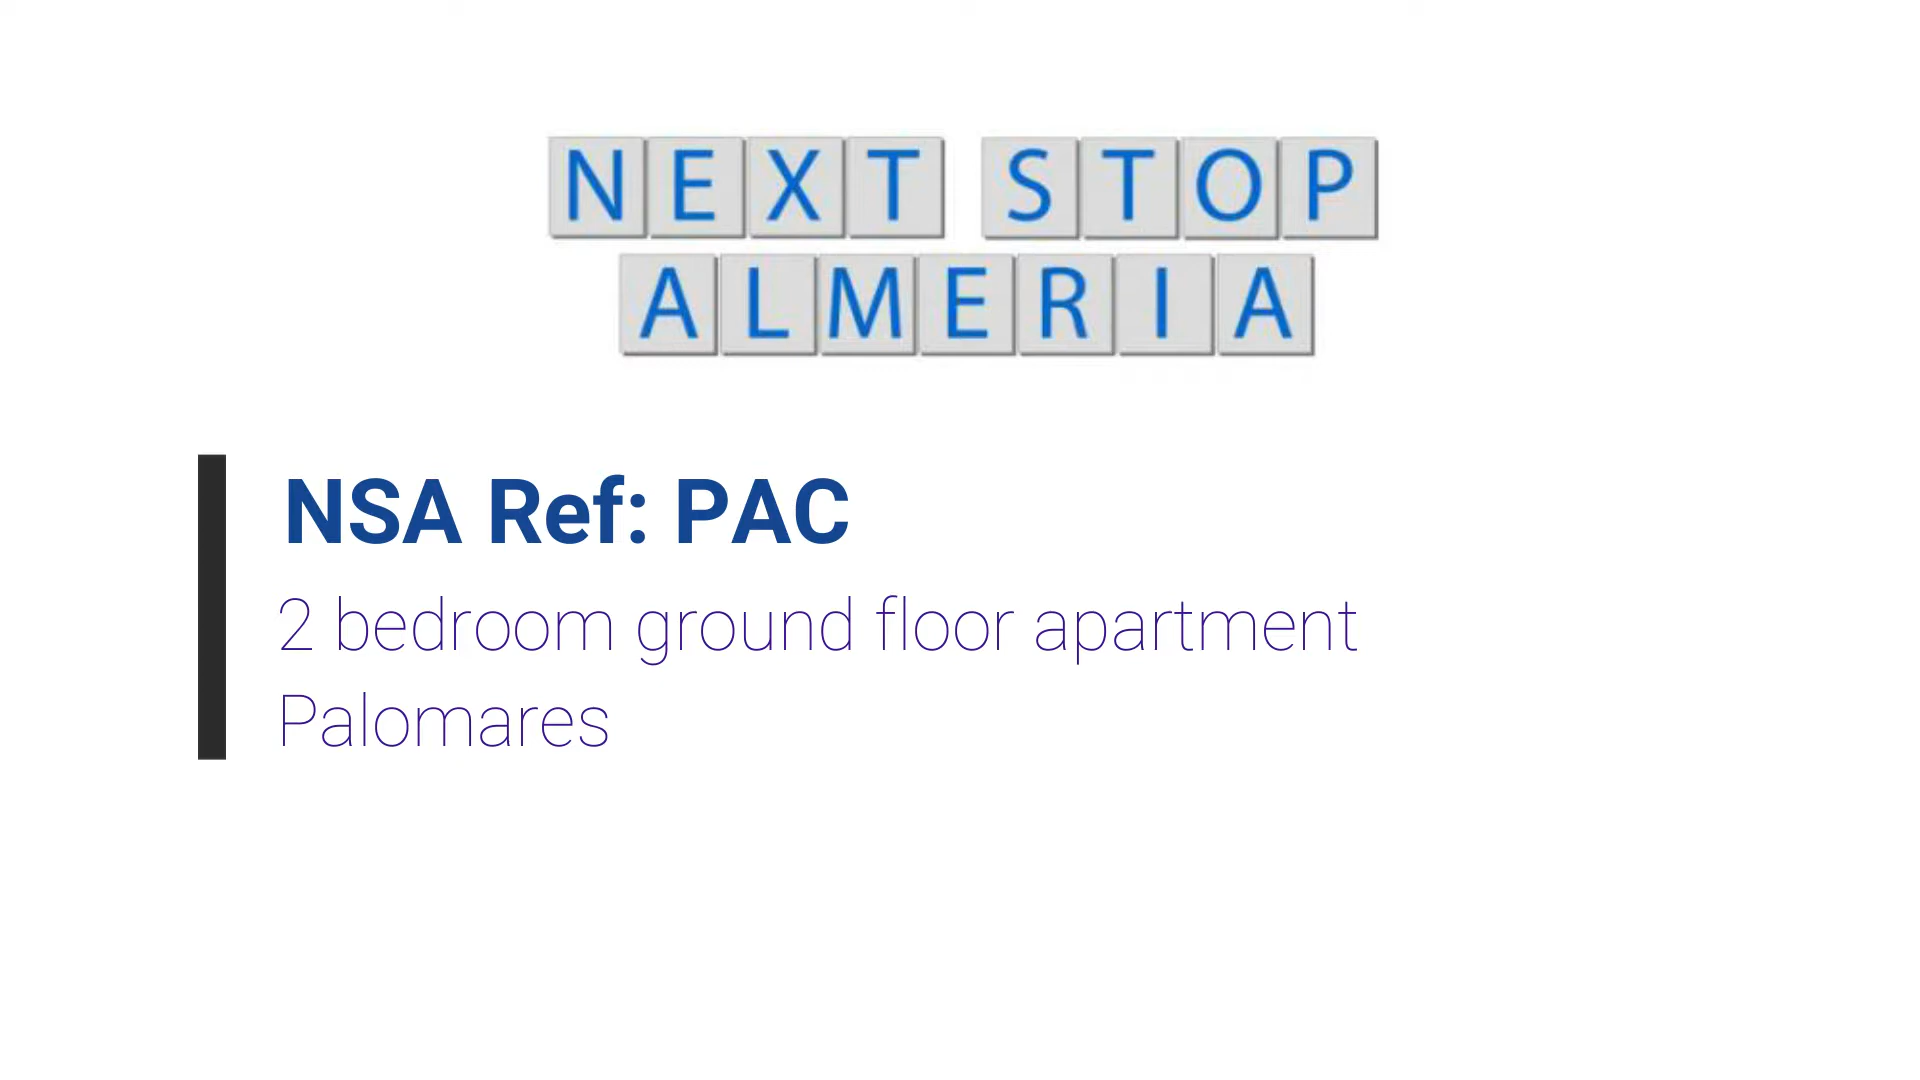 NEXT STOP
ALMERIA
NSA Ref: PAC
2 bedroom ground floor apartment
Palomares